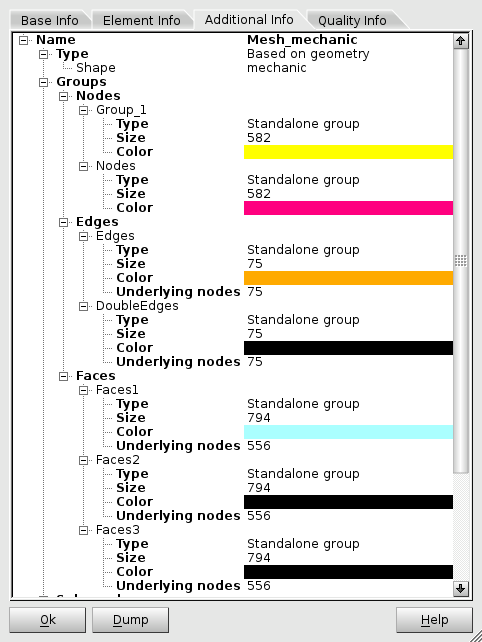 Base Info Element Info Additional Info Quality Info
Name Mesh_mechanic
Type Based on geometry
Shape mechanic
Groups
Nodes
Group_1
Type Standalone group
Size 582
Color
Nodes
Type Standalone group
Size 582
Color
Edges
Edges
Type Standalone group
Size 75
Color
Underlying nodes 75
DoubleEdges
Type Standalone group
Size 75
Color
Underlying nodes 75
Faces
Faces1
Type Standalone group
Size 794
Color
Underlying nodes 556
Faces2
Type Standalone group
Size 794
Color
Underlying nodes 556
Faces3
Type Standalone group
Size 794
Color
Underlying nodes 556
Ok Dump Help